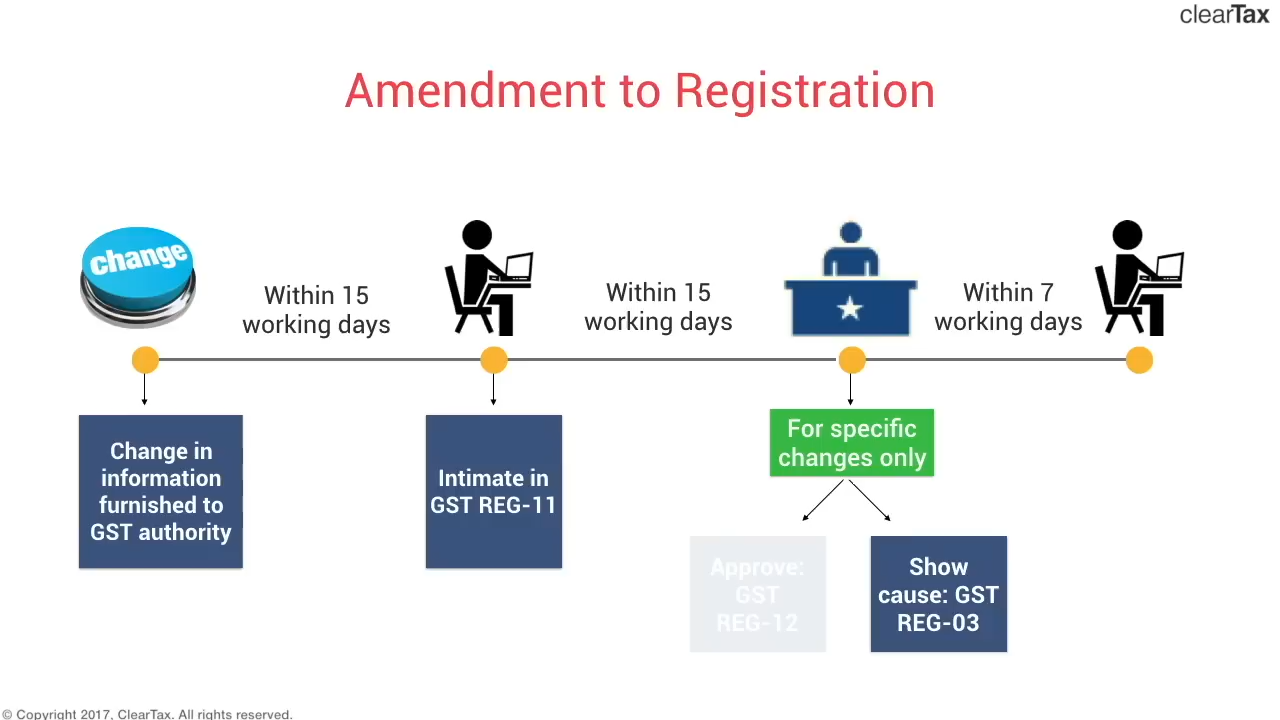 clearTax
Amendment to Registration
change
Within 15
working days
Within 15
working days
Within 7
working days
Change in
information
furnished to
GST authority
Intimate in
GST REG-11
For specific
changes only
Approve:
GST
REG-12
Show
cause: GST
REG-03
© Copyright 2017, ClearTax. All rights reserved.